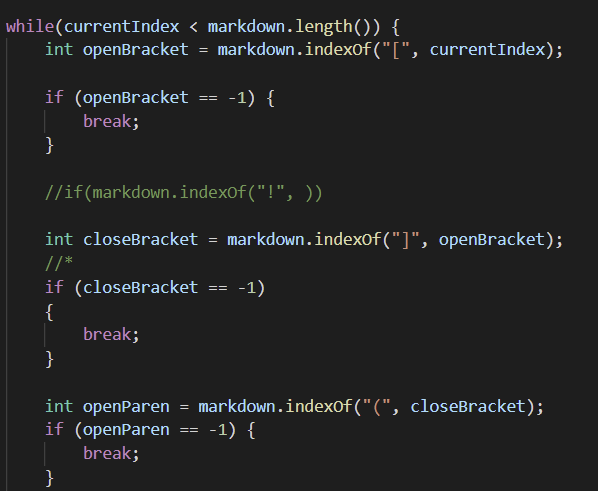 while(currentIndex < markdown.length()) {
int openBracket = markdown.indexOf("[", currentIndex);
if (openBracket == -1) {
break;
}
//if(markdown.indexOf("!", ))
int closeBracket = markdown.indexOf("]", openBracket);
//*
if (closeBracket == -1)
{
break;
}
int openParen = markdown.indexOf("(", closeBracket);
if (openParen == -1) {
break;
}